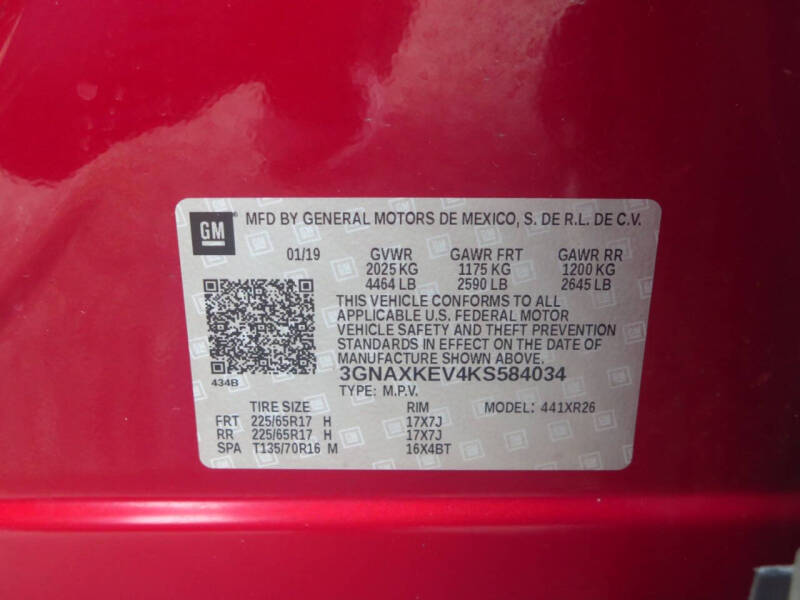 GM ® MFD BY GENERAL MOTORS DE MEXICO, S. DE R.L. DE C.V.
01/19 GVWR GAWR FRT GAWR RR
2025 KG 1175 KG 1200 KG
4464 LB 2590 LB 2645 LB
THIS VEHICLE CONFORMS TO ALL
APPLICABLE U.S. FEDERAL MOTOR
VEHICLE SAFETY AND THEFT PREVENTION
STANDARDS IN EFFECT ON THE DATE OF
MANUFACTURE SHOWN ABOVE.
434B 3GNAXKEV4KS584034
TYPE: M.P.V.
TIRE SIZE RIM MODEL: 441XR26
FRT 225/65R17 H 17X7J
RR 225/65R17 H 17X7J
SPA T135/70R16 M 16X4BT